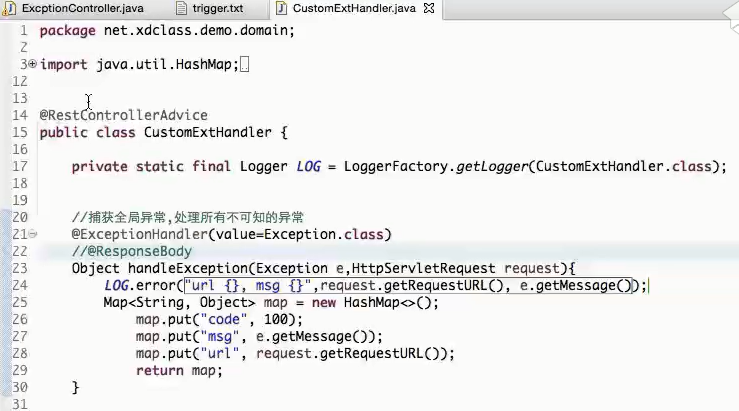 ExcptionController.java trigger.txt CustomExtHandler.java
1 package net.xdclass.demo.domain;
2
3 import java.util.HashMap;
12
13
14 @RestControllerAdvice
15 public class CustomExtHandler {
16
17 private static final Logger LOG = LoggerFactory.getLogger(CustomExtHandler.class);
18
19
20 //捕获全局异常,处理所有不可知的异常
21 @ExceptionHandler(value=Exception.class)
22 //@ResponseBody
23 Object handleException(Exception e,HttpServletRequest request){
24 LOG.error("url {}, msg {}",request.getRequestURL(), e.getMessage());
25 Map<String, Object> map = new HashMap<>();
26 map.put("code", 100);
27 map.put("msg", e.getMessage());
28 map.put("url", request.getRequestURL());
29 return map;
30 }
31